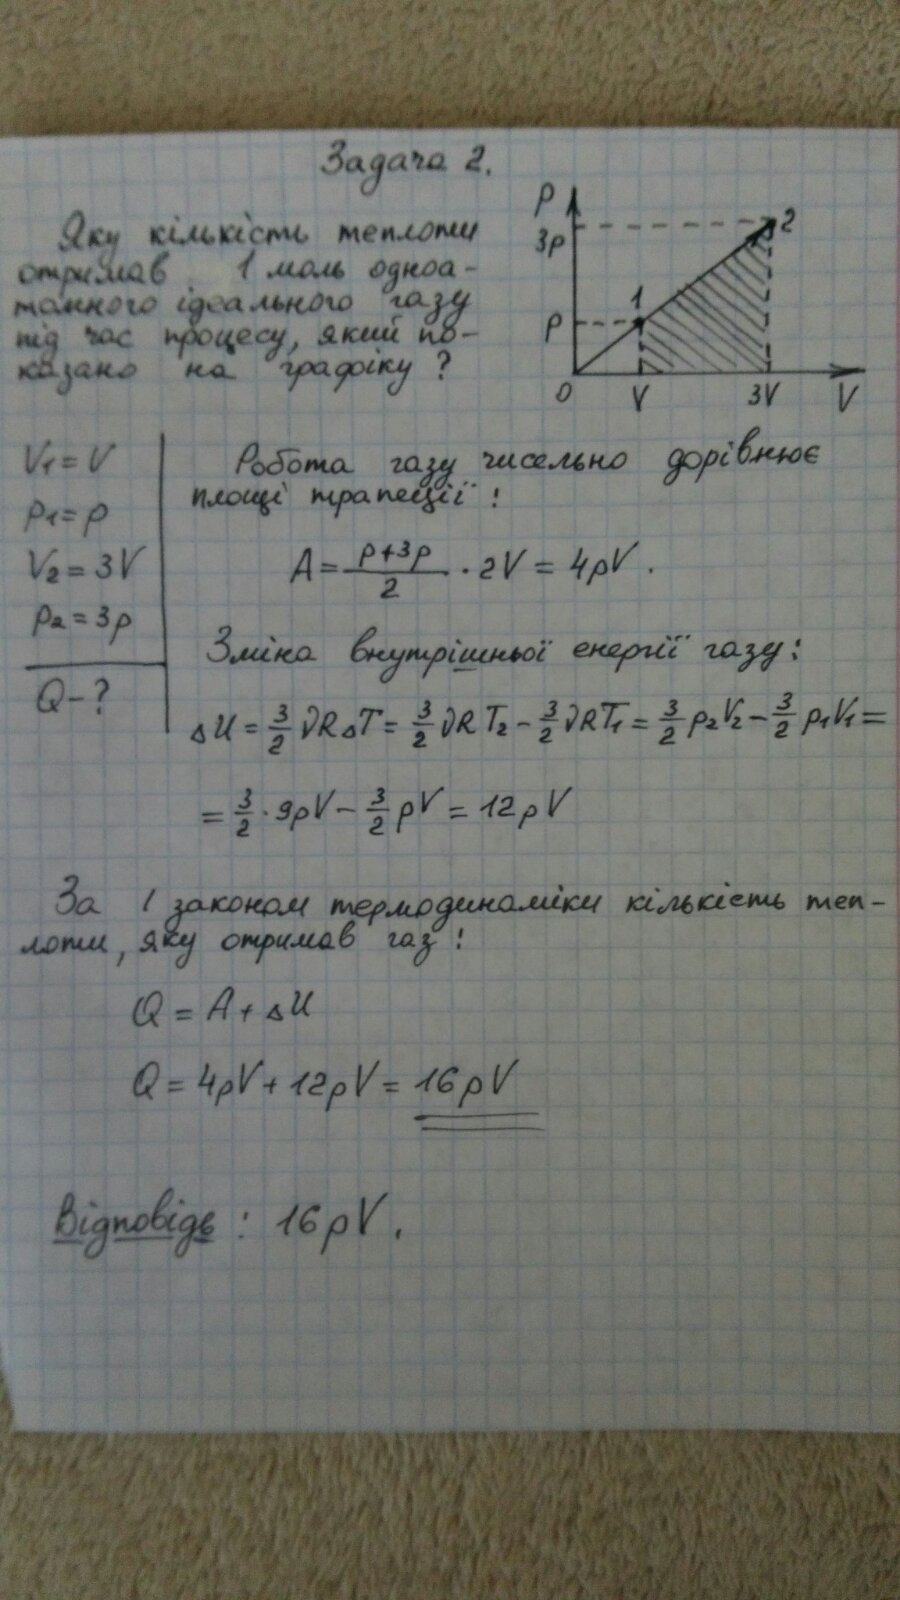 Задача 2.
Яку кількість теплоти
отримав 1 моль одноа-
томного ідеального газу
під час процесу, який по-
казано на графіку?
p
3p
2
1
p
0
V
3V
V
V₁ = V
p₁ = p
V₂ = 3V
p₂ = 3p
Q - ?
Робота газу чисельно дорівнює
площі трапеції:
A = (p+3p)/2 · 2V = 4pV.
Зміна внутрішньої енергії газу:
ΔU = 3/2 νRΔT = 3/2 νRT₂ - 3/2 νRT₁ = 3/2 p₂V₂ - 3/2 p₁V₁ =
= 3/2 · 9pV - 3/2 pV = 12pV
За 1 законом термодинаміки кількість теп-
лоти, яку отримав газ:
Q = A + ΔU
Q = 4pV + 12pV = 16pV
Відповідь: 16pV.